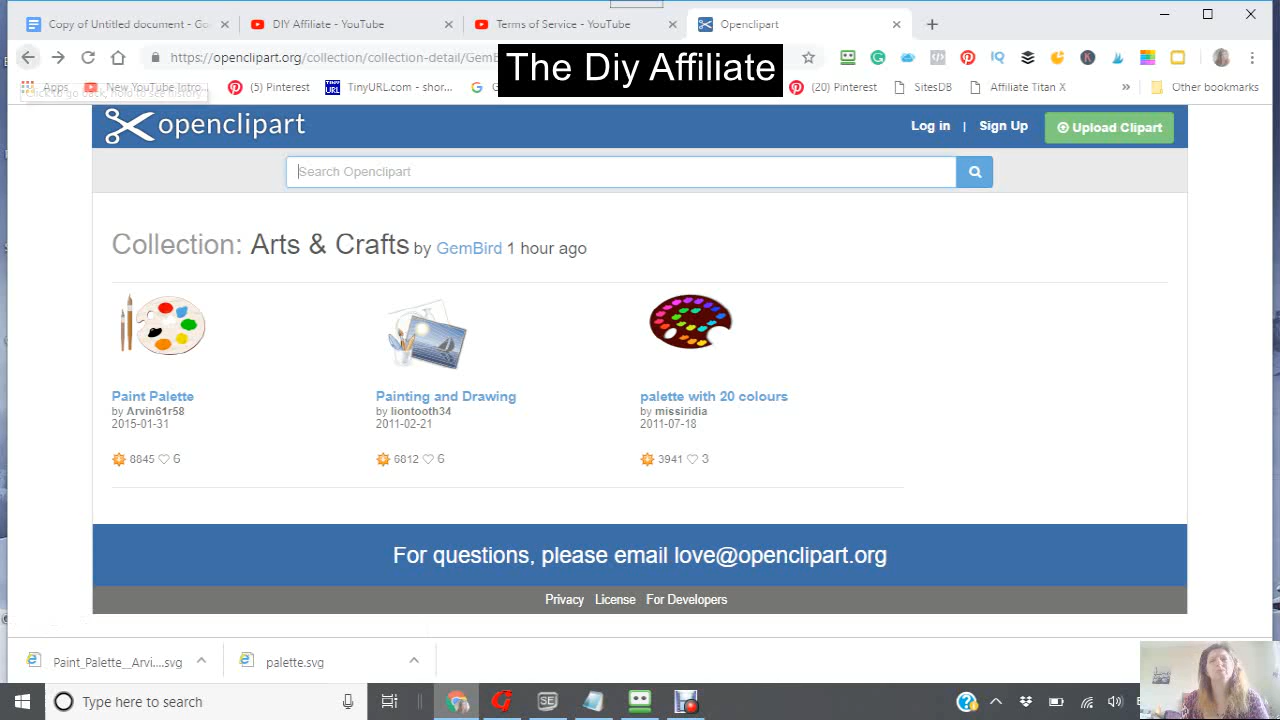 Copy of Untitled document - Go
DIY Affiliate - YouTube
Terms of Service - YouTube
Openclipart
https://openclipart.org/collection/collection-detail/GemB
The Diy Affiliate
Apps
New YouTube Intro
(5) Pinterest
TinyURL.com - shor...
(20) Pinterest
SitesDB
Affiliate Titan X
»
Other bookmarks
openclipart
Log in | Sign Up
Upload Clipart
Search Openclipart
Collection: Arts & Crafts by GemBird 1 hour ago
Paint Palette
by Arvin61r58
2015-01-31
8845 6
Painting and Drawing
by liontooth34
2011-02-21
6812 6
palette with 20 colours
by missiridia
2011-07-18
3941 3
For questions, please email love@openclipart.org
Privacy License For Developers
Paint_Palette__Arvi....svg
palette.svg
Type here to search